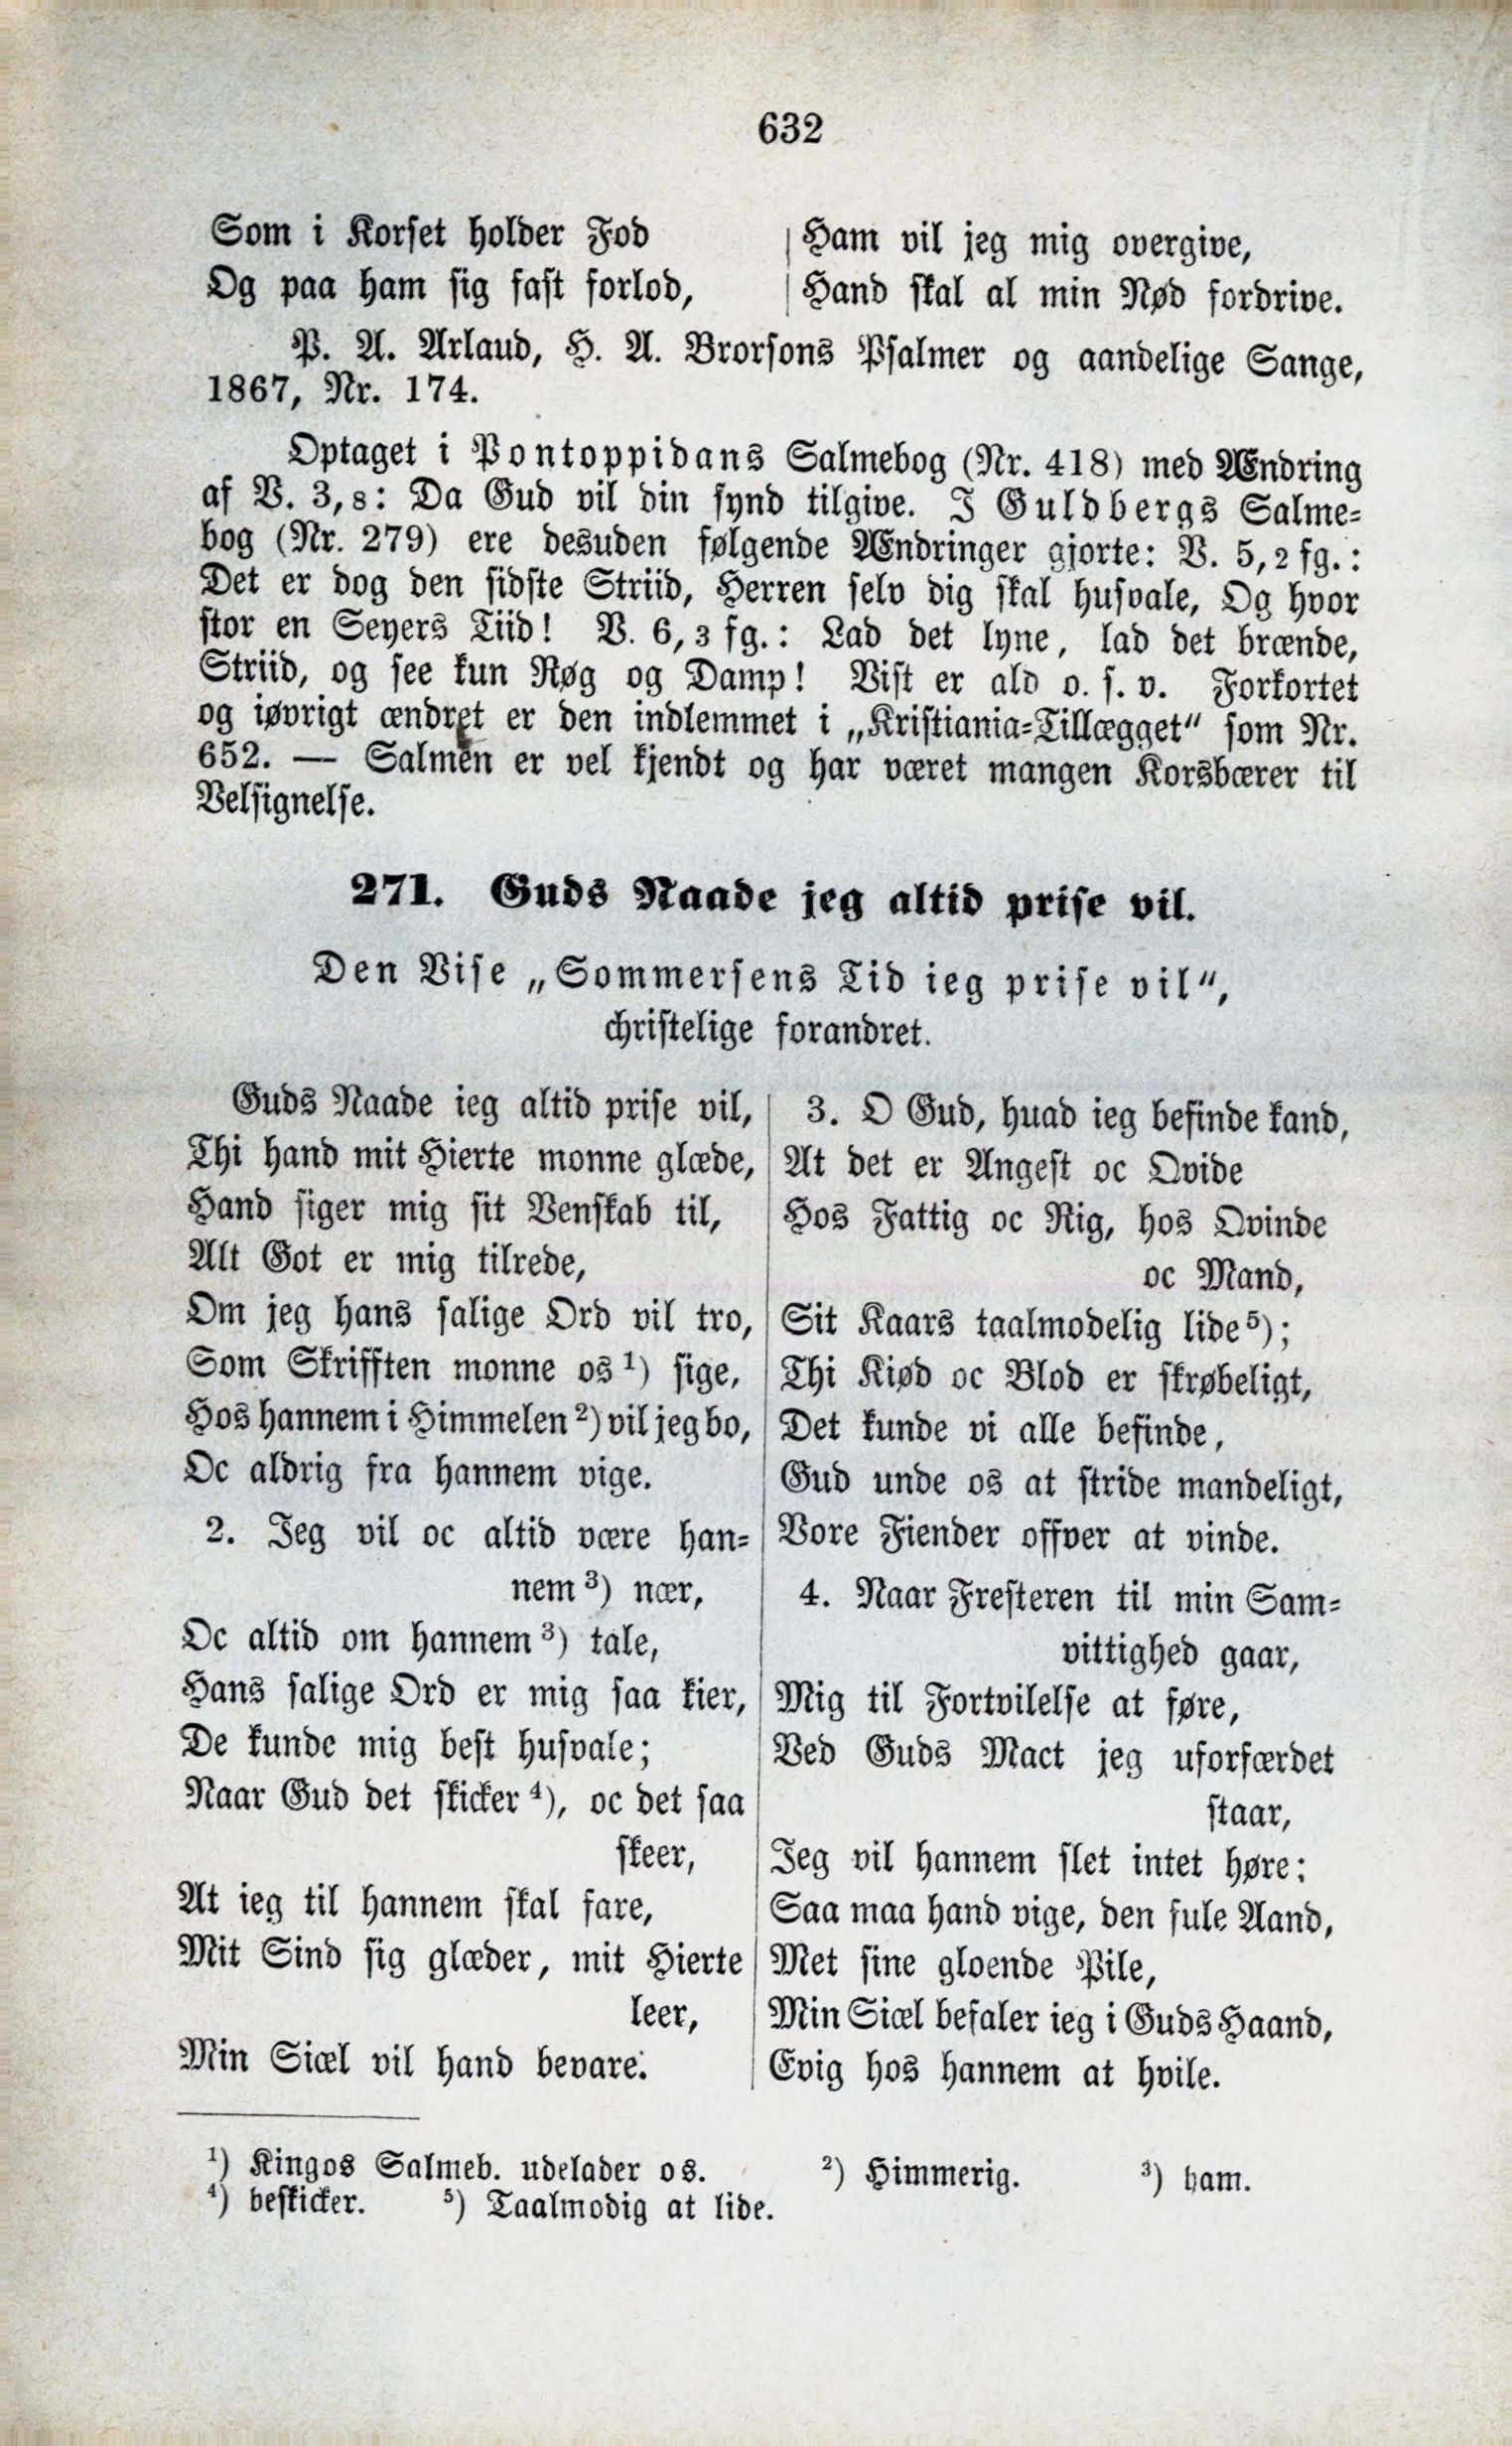 632
Som i Korset holder Fod
Og paa ham sig fast forlod,
Ham vil jeg mig overgive,
Hand skal al min Nød fordrive.
P. A. Arlaud, H. A. Brorsons Psalmer og aandelige Sange,
1867, Nr. 174.
Optaget i Pontoppidans Salmebog (Nr. 418) med Ændring
af V. 3,8: Da Gud vil din synd tilgive. I Guldbergs Salme-
bog (Nr. 279) ere desuden følgende Ændringer gjorte: V. 5,2 fg.:
Det er dog den sidste Striid, Herren selv dig skal husvale, Og hvor
stor en Seyers Tiid! V. 6,3 fg.: Lad det lyne, lad det brænde,
Striid, og see kun Røg og Damp! Vist er ald o. s. v. Forkortet
og iøvrigt ændret er den indlemmet i „Kristiania-Tillægget“ som Nr.
652. — Salmen er vel kjendt og har været mangen Korsbærer til
Velsignelse.
271. Guds Naade jeg altid prise vil.
Den Vise „Sommersens Tid ieg prise vil“,
christelige forandret.
Guds Naade ieg altid prise vil,
Thi hand mit Hierte monne glæde,
Hand siger mig sit Venskab til,
Alt Got er mig tilrede,
Om jeg hans salige Ord vil tro,
Som Skrifften monne os ¹) sige,
Hos hannem i Himmelen ²) vil jeg bo,
Oc aldrig fra hannem vige.
2. Jeg vil oc altid være han-
nem ³) nær,
Oc altid om hannem ³) tale,
Hans salige Ord er mig saa kier,
De kunde mig best husvale;
Naar Gud det skicker ⁴), oc det saa
skeer,
At ieg til hannem skal fare,
Mit Sind sig glæder, mit Hierte
leer,
Min Siæl vil hand bevare.
3. O Gud, huad ieg befinde kand,
At det er Angest oc Qvide
Hos Fattig oc Rig, hos Qvinde
oc Mand,
Sit Kaars taalmodelig lide ⁵);
Thi Kiød oc Blod er skrøbeligt,
Det kunde vi alle befinde,
Gud unde os at stride mandeligt,
Vore Fiender offver at vinde.
4. Naar Fresteren til min Sam-
vittighed gaar,
Mig til Fortvilelse at føre,
Ved Guds Mact jeg uforfærdet
staar,
Jeg vil hannem slet intet høre;
Saa maa hand vige, den fule Aand,
Met sine gloende Pile,
Min Siæl befaler ieg i Guds Haand,
Evig hos hannem at hvile.
¹) Kingos Salmeb. udelader os. ²) Himmerig. ³) ham.
⁴) beskicker. ⁵) Taalmodig at lide.